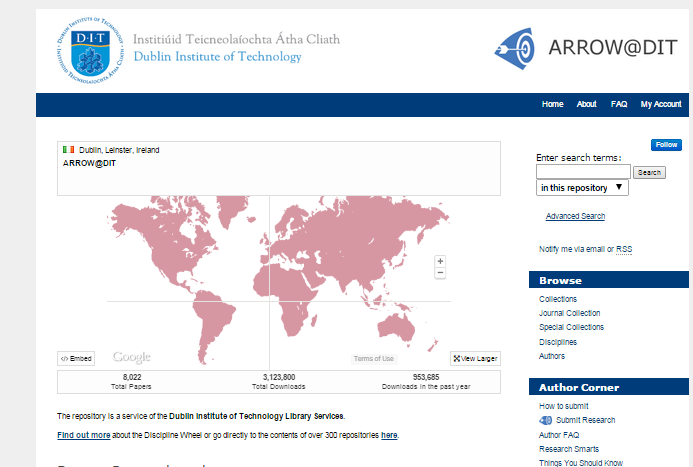 DUBLIN INSTITUTE OF TECHNOLOGY
D·I·T
Institiúid Teicneolaíochta Átha Cliath
Dublin Institute of Technology
ARROW@DIT
Home About FAQ My Account
Dublin, Leinster, Ireland
ARROW@DIT
Follow
Enter search terms:
Search
in this repository ▼
Advanced Search
Notify me via email or RSS
+
−
</> Embed
Google
Terms of Use
View Larger
8,022 3,123,800 953,685
Total Papers Total Downloads Downloads in the past year
The repository is a service of the Dublin Institute of Technology Library Services.
Find out more about the Discipline Wheel or go directly to the contents of over 300 repositories here.
Browse
Collections
Journal Collection
Special Collections
Disciplines
Authors
Author Corner
How to submit
Submit Research
Author FAQ
Research Smarts
Things You Should Know